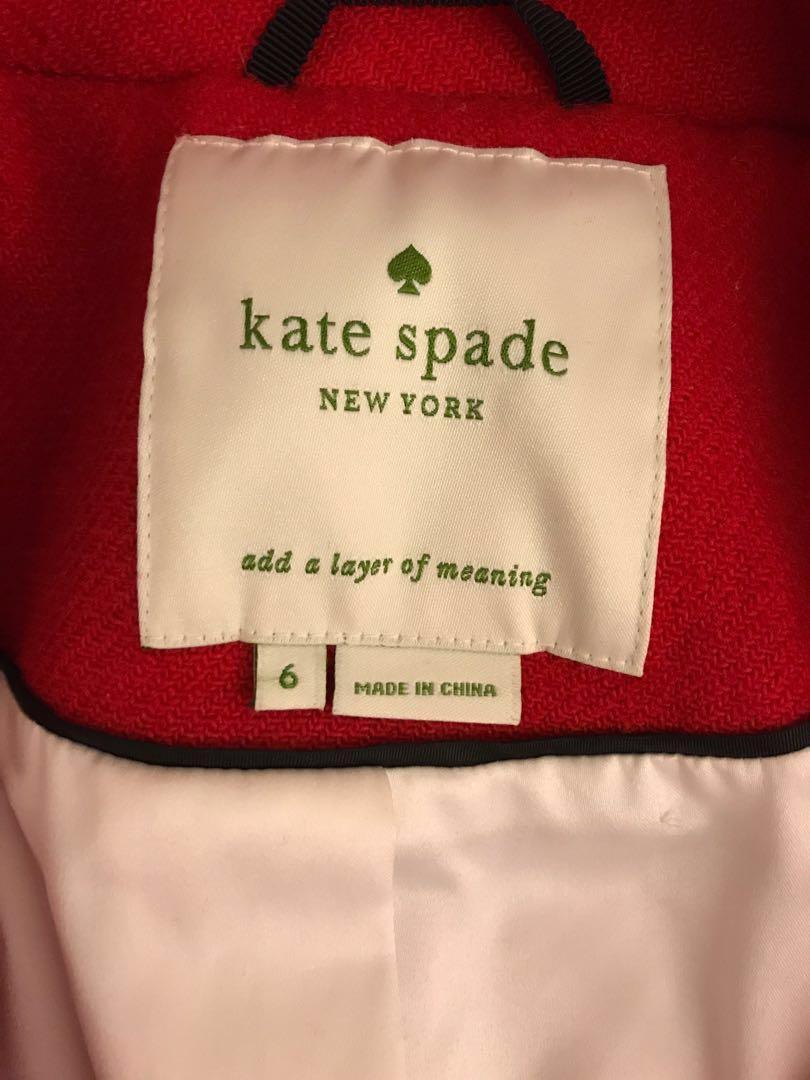 kate spade
NEW YORK
add a layer of meaning
6
MADE IN CHINA